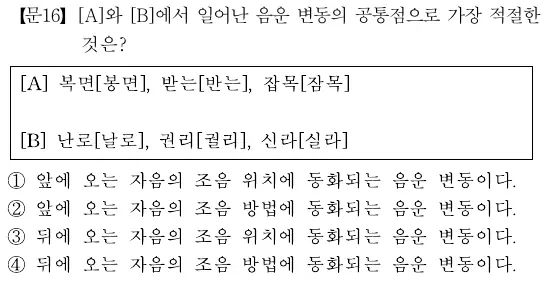 【문16】 [A]와 [B]에서 일어난 음운 변동의 공통점으로 가장 적절한
것은?
[A] 복면[봉면], 받는[반는], 잡목[잠목]
[B] 난로[날로], 권리[궐리], 신라[실라]
① 앞에 오는 자음의 조음 위치에 동화되는 음운 변동이다.
② 앞에 오는 자음의 조음 방법에 동화되는 음운 변동이다.
③ 뒤에 오는 자음의 조음 위치에 동화되는 음운 변동이다.
④ 뒤에 오는 자음의 조음 방법에 동화되는 음운 변동이다.